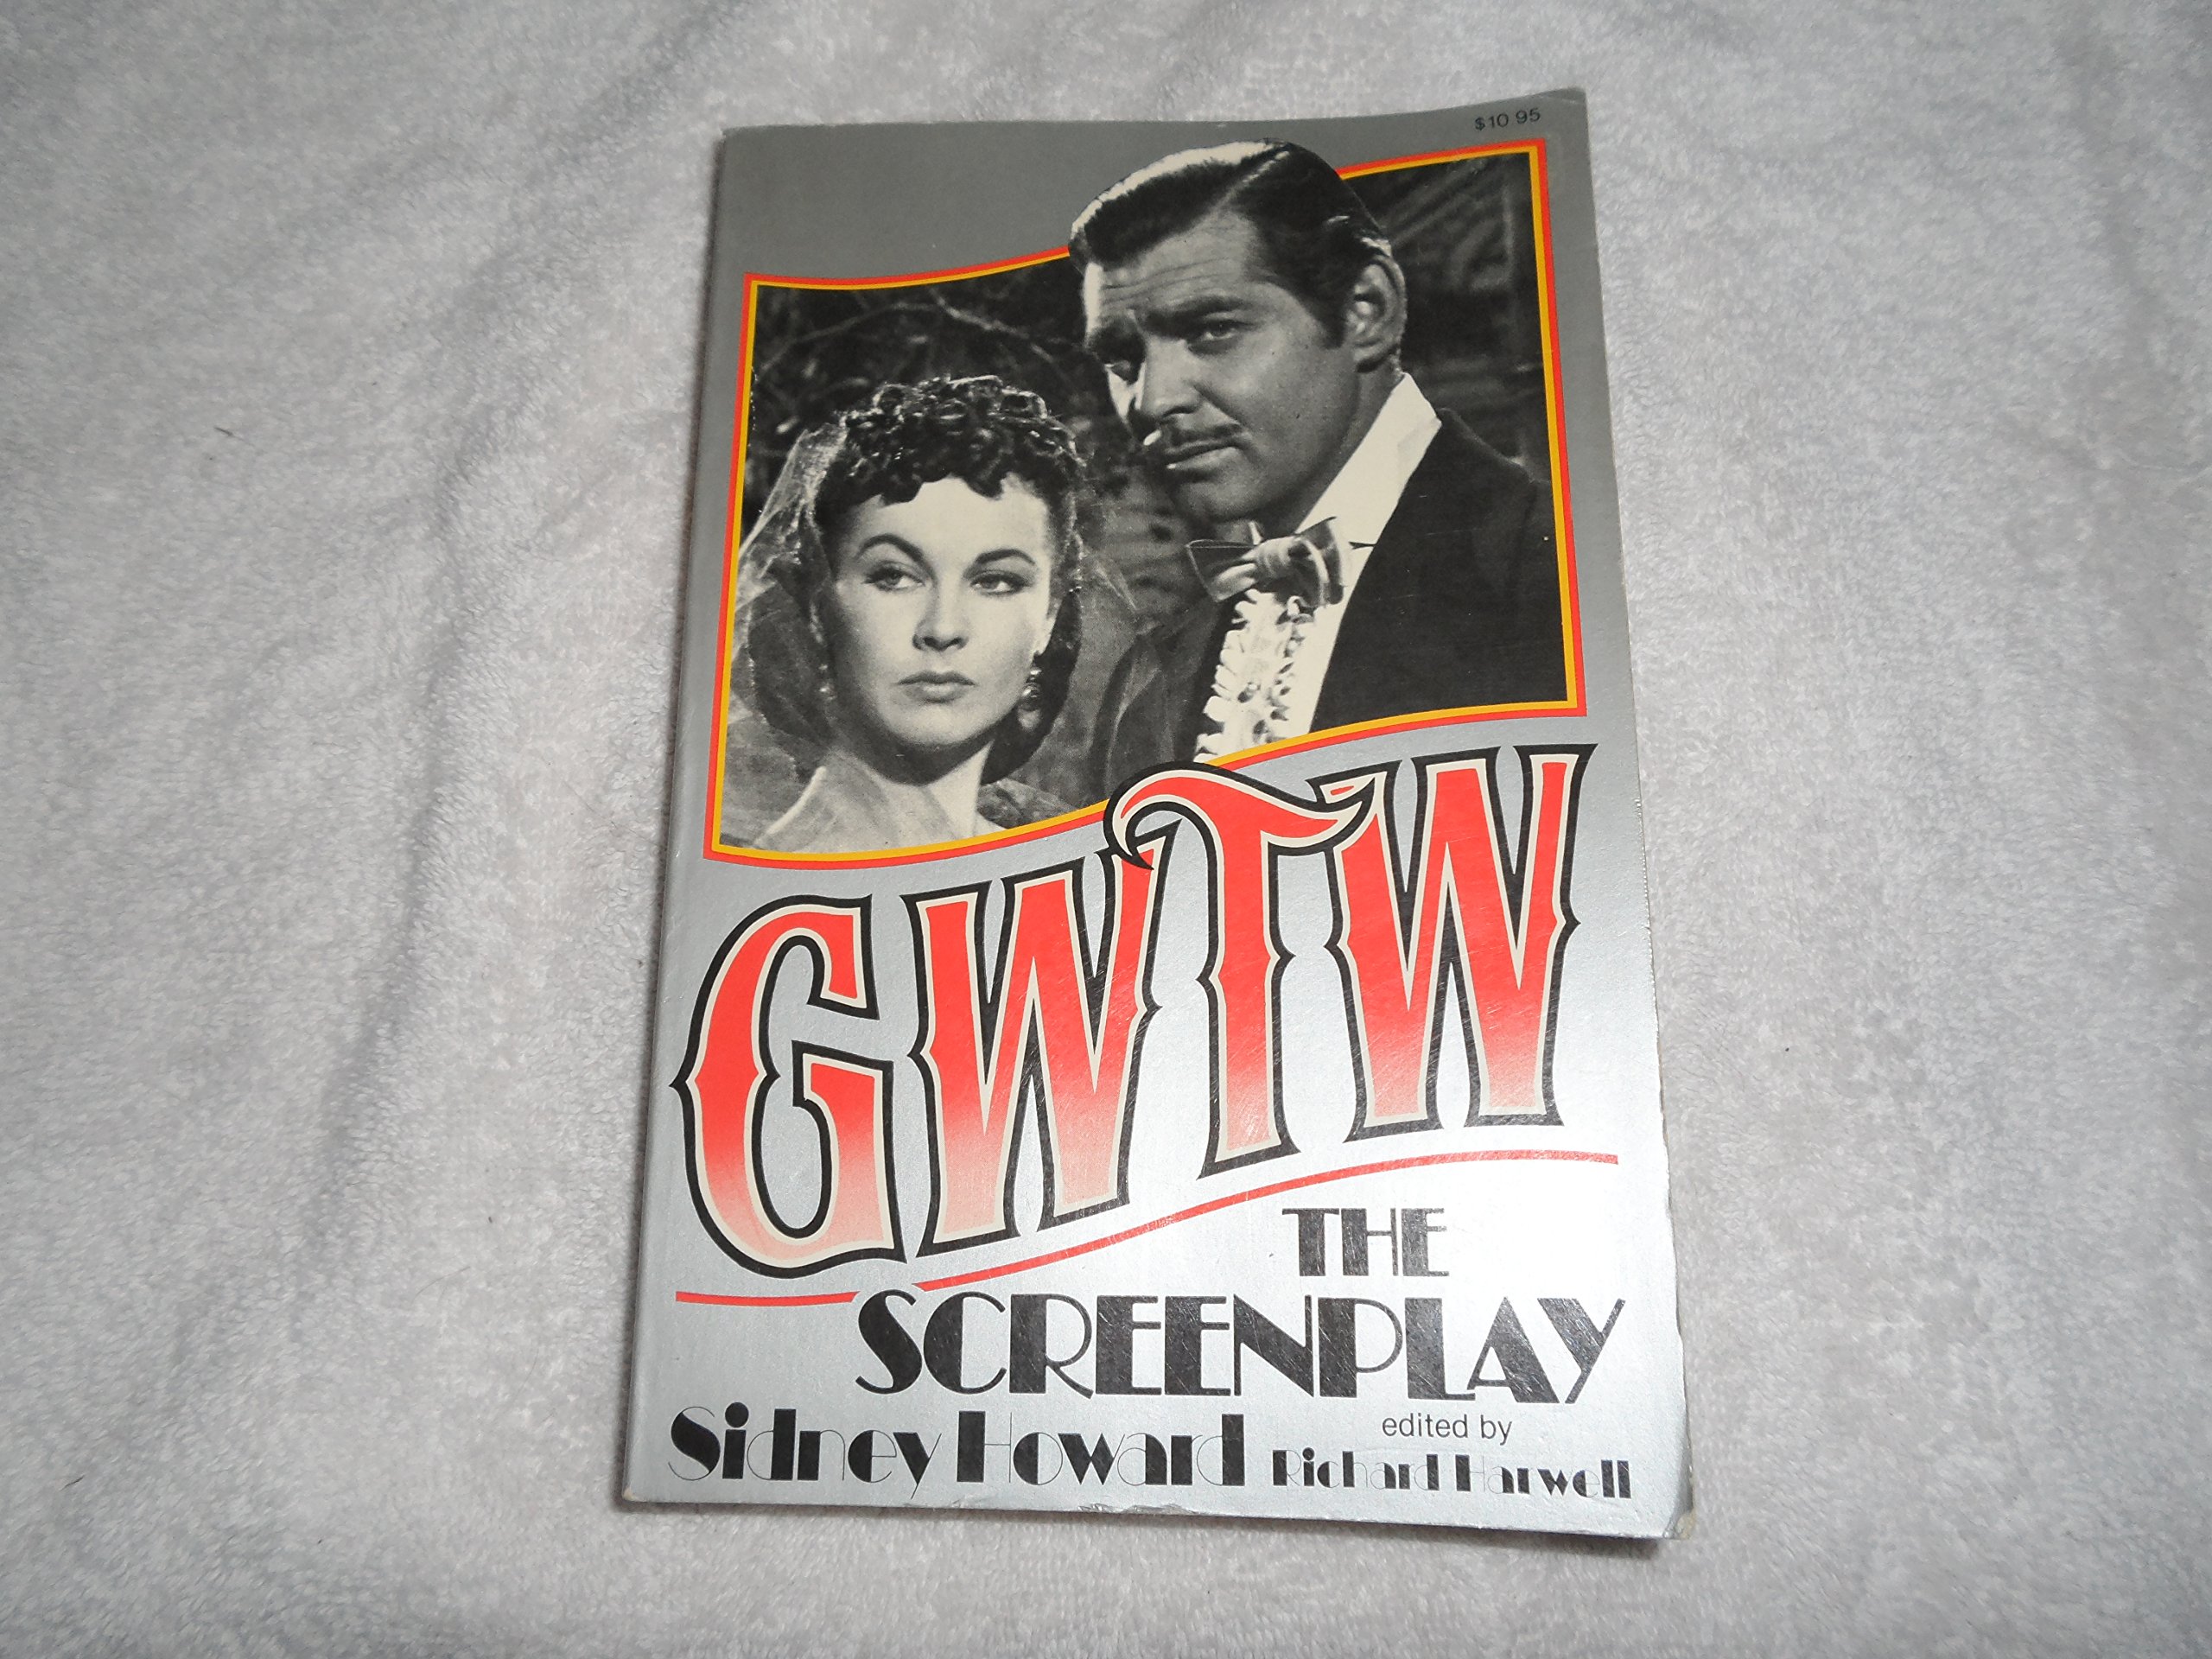 $10.95
GWTW
THE
SCREENPLAY
Sidney Howard
edited by
Richard Harwell